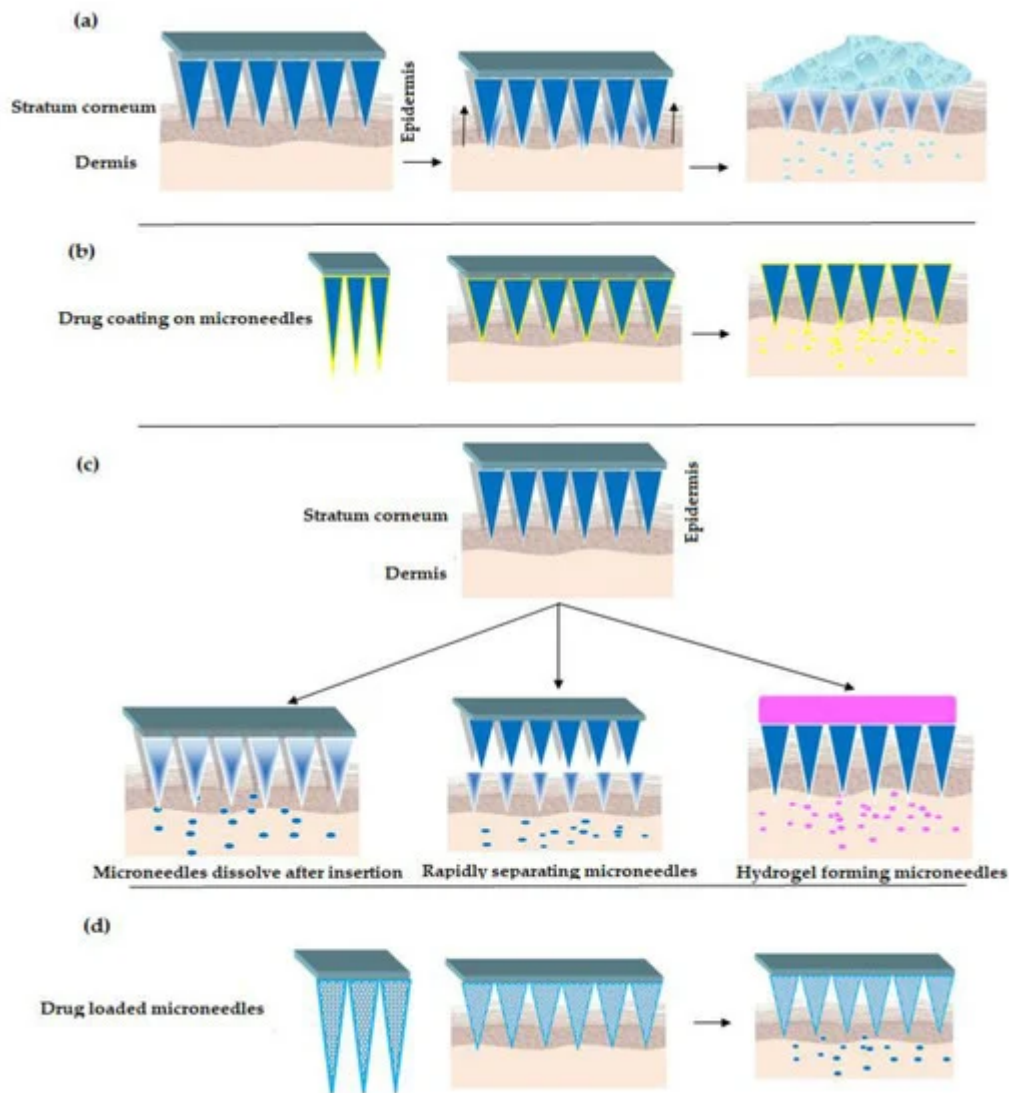 (a)
Stratum corneum
Epidermis
Dermis
(b)
Drug coating on microneedles
(c)
Stratum corneum
Epidermis
Dermis
Microneedles dissolve after insertion
Rapidly separating microneedles
Hydrogel forming microneedles
(d)
Drug loaded microneedles